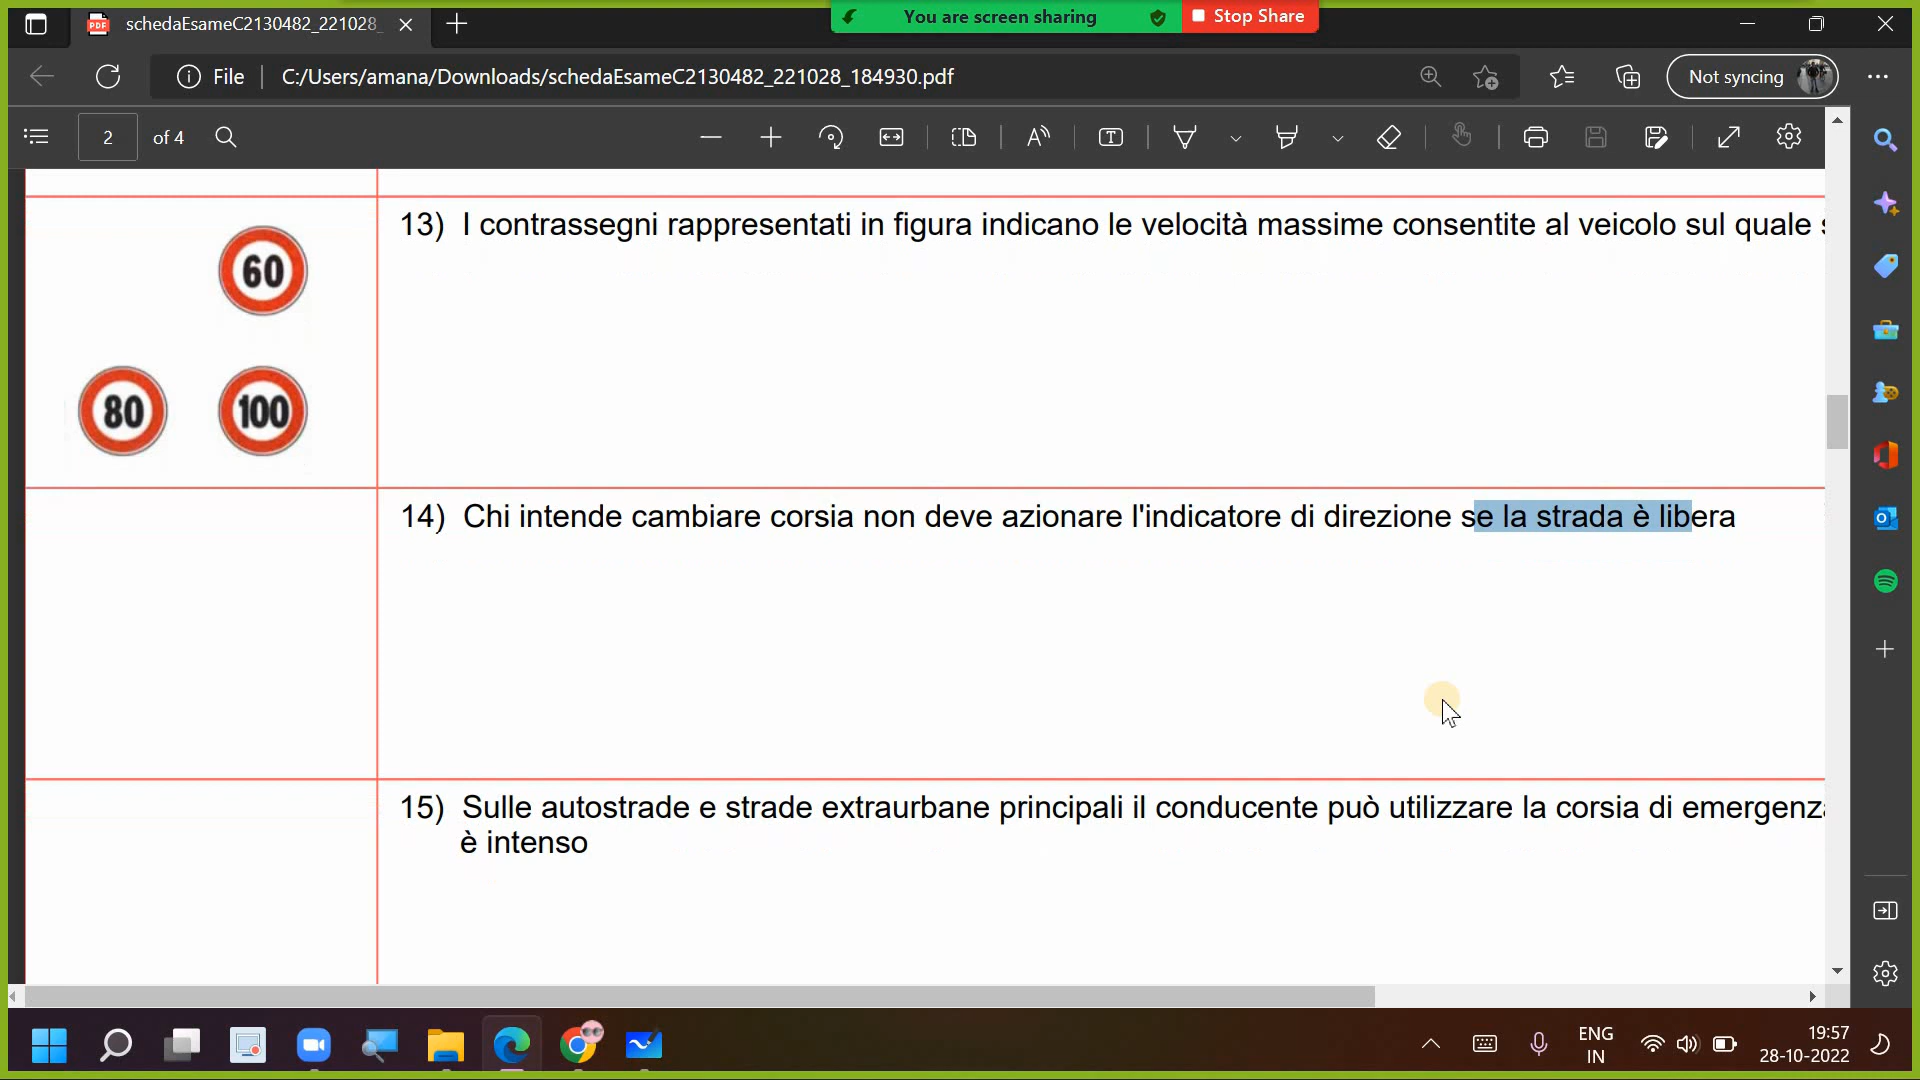 schedaEsameC2130482_221028_
You are screen sharing
Stop Share
File
C:/Users/amana/Downloads/schedaEsameC2130482_221028_184930.pdf
Not syncing
2
of 4
60
80
100
13) I contrassegni rappresentati in figura indicano le velocità massime consentite al veicolo sul quale
14) Chi intende cambiare corsia non deve azionare l'indicatore di direzione se la strada è libera
15) Sulle autostrade e strade extraurbane principali il conducente può utilizzare la corsia di emergenz
è intenso
ENG
IN
19:57
28-10-2022